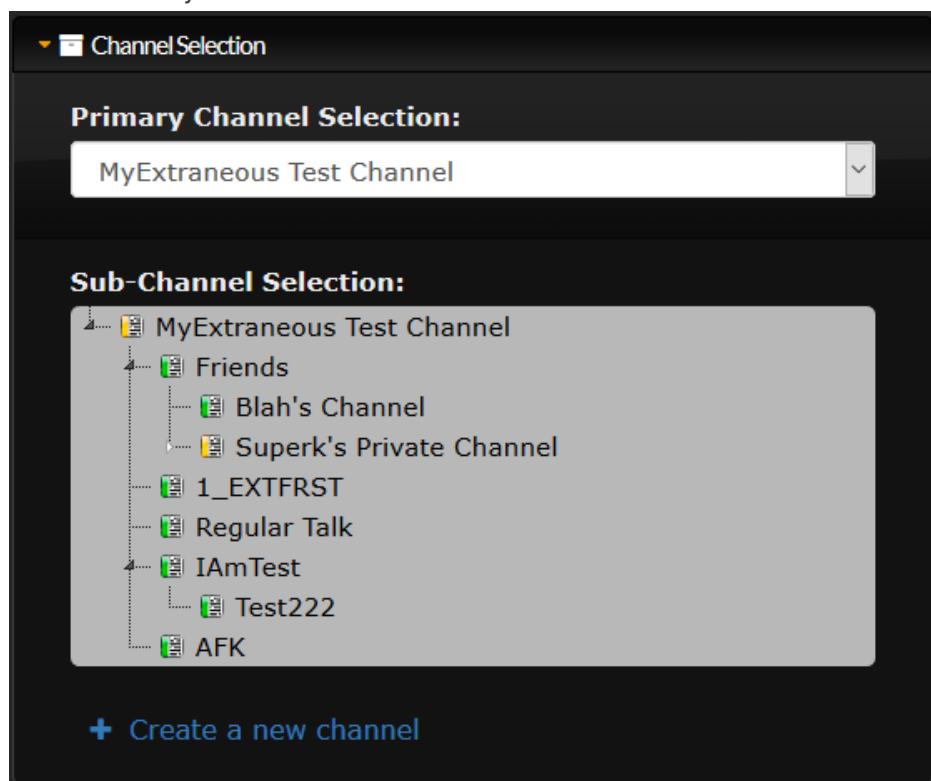 Channel Selection
Primary Channel Selection:
MyExtraneous Test Channel
Sub-Channel Selection:
MyExtraneous Test Channel
Friends
Blah's Channel
Superk's Private Channel
1_EXTFRST
Regular Talk
IAmTest
Test222
AFK
+ Create a new channel